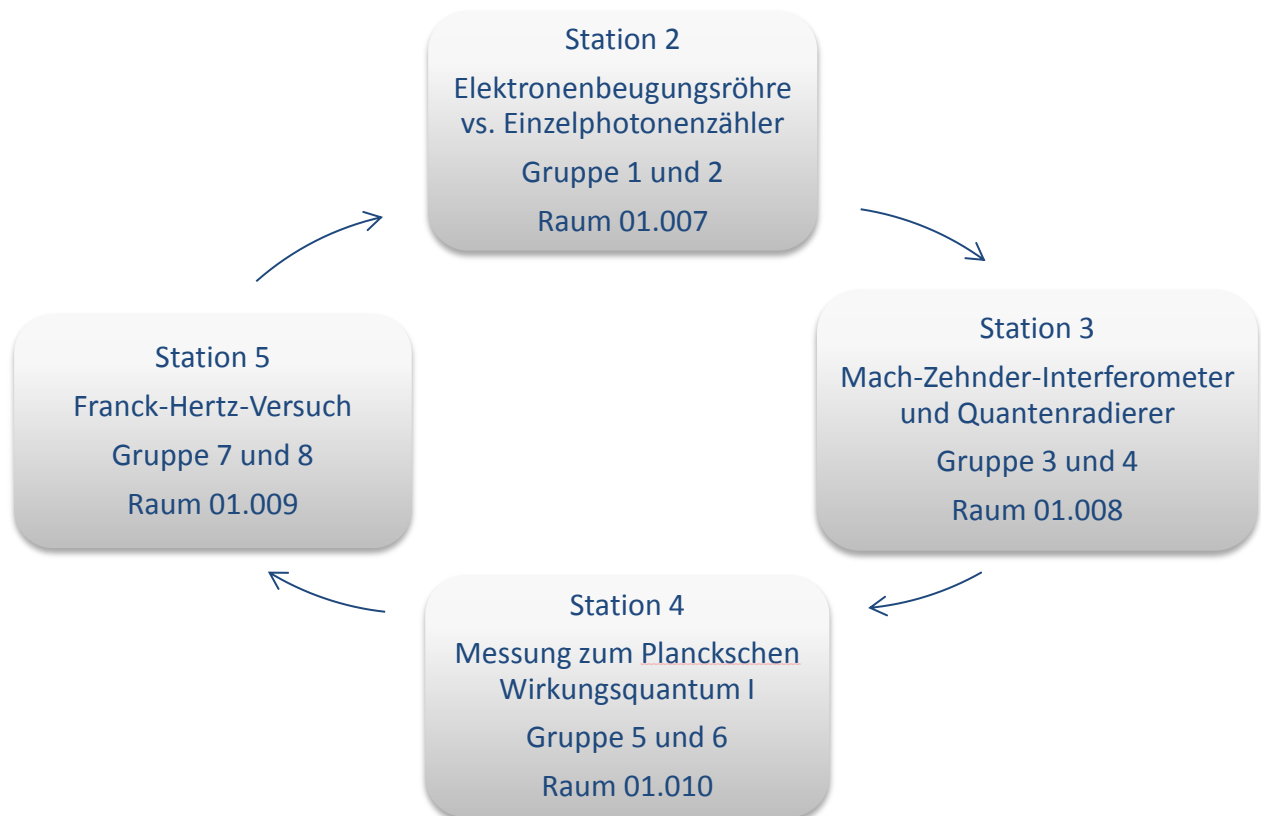 Station 2
Elektronenbeugungsröhre
vs. Einzelphotonenzähler
Gruppe 1 und 2
Raum 01.007
Station 3
Mach-Zehnder-Interferometer
und Quantenradierer
Gruppe 3 und 4
Raum 01.008
Station 4
Messung zum Planckschen
Wirkungsquantum I
Gruppe 5 und 6
Raum 01.010
Station 5
Franck-Hertz-Versuch
Gruppe 7 und 8
Raum 01.009